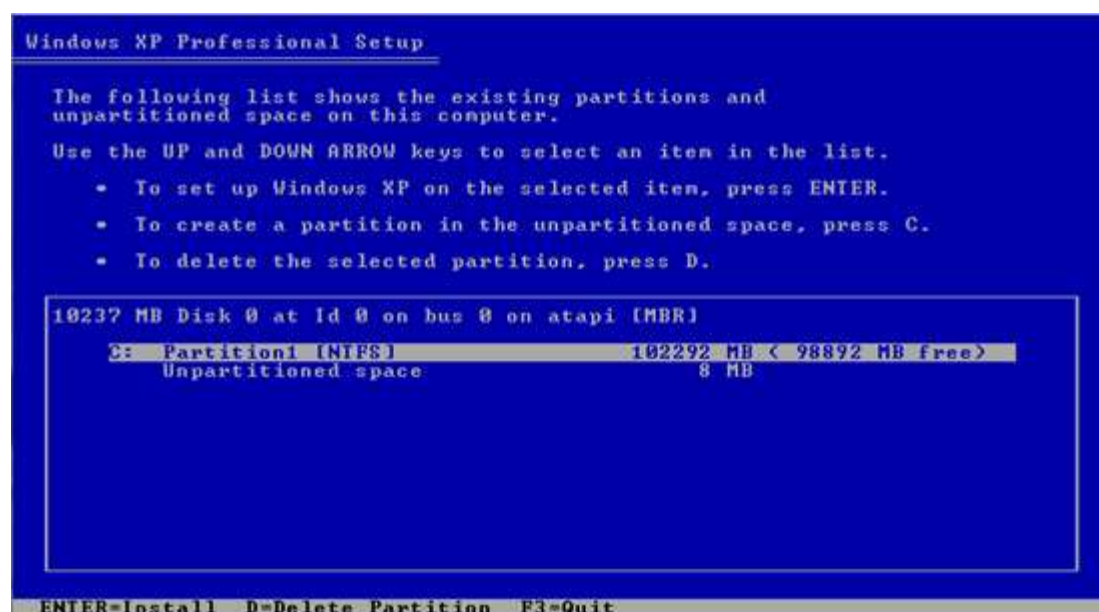 Windows XP Professional Setup
The following list shows the existing partitions and
unpartitioned space on this computer.
Use the UP and DOWN ARROW keys to select an item in the list.
• To set up Windows XP on the selected item, press ENTER.
• To create a partition in the unpartitioned space, press C.
• To delete the selected partition, press D.
10237 MB Disk 0 at Id 0 on bus 0 on atapi [MBR]
C: Partition1 [NTFS] 102292 MB ( 98892 MB free)
Unpartitioned space 8 MB
ENTER=Install D=Delete Partition F3=Quit